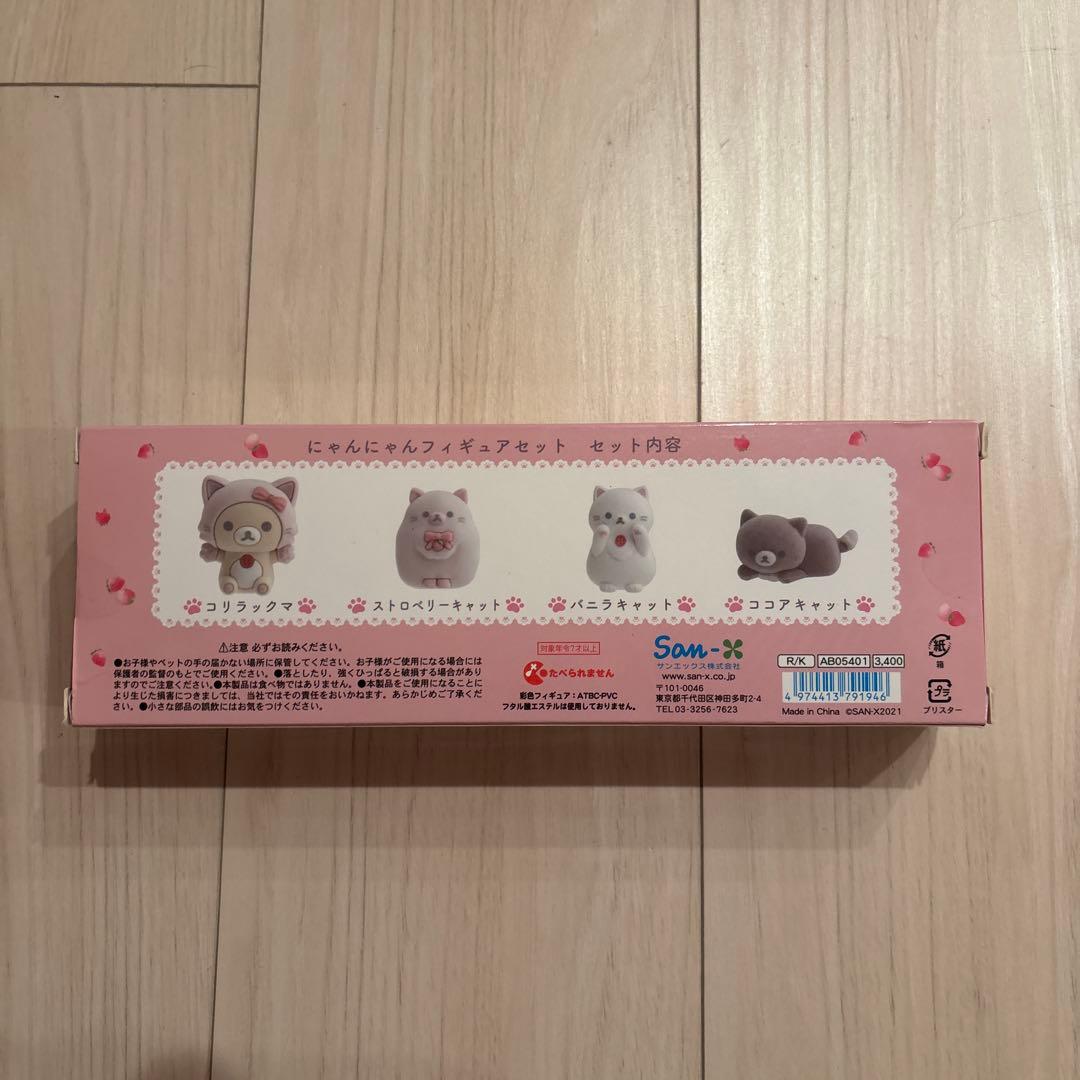 にゃんにゃんフィギュアセット セット内容
コリラックマ
ストロベリーキャット
バニラキャット
ココアキャット
⚠注意 必ずお読みください。
●お子様やペットの手の届かない場所に保管してください。お子様がご使用になる場合には
保護者の監督のもとでご使用ください。●落としたり、強くひっぱると破損する場合があり
ますのでご注意ください。●本製品は食べ物ではありません。●本製品をご使用になることに
より生じた損害につきましては、当社ではその責任をおいかねます。あらかじめご了承くだ
さい。●小さな部品の誤飲にはお気をつけください。
対象年令7才以上
●たべられません
彩色フィギュア:ATBC-PVC
フタル酸エステルは使用しておりません。
San-X
サンエックス株式会社
www.san-x.co.jp
〒101-0046
東京都千代田区神田多町2-4
TEL 03-3256-7623
R/K AB05401 3,400
4 974413 791946
Made in China ©SAN-X2021
紙
箱
プラ
ブリスター